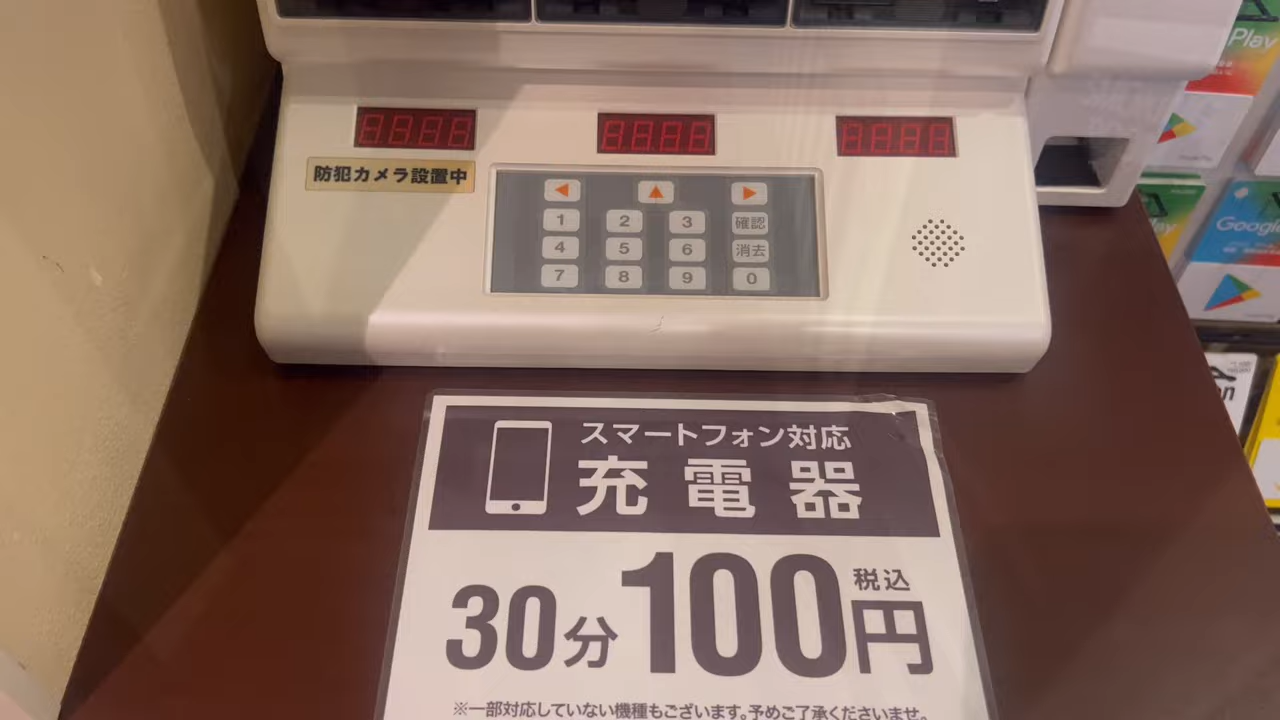 Play
防犯カメラ設置中
1 2 3 確認
4 5 6 消去
7 8 9 0
Google
スマートフォン対応
充電器
30分100円
税込
※一部対応していない機種もございます。予めご了承くださいませ。